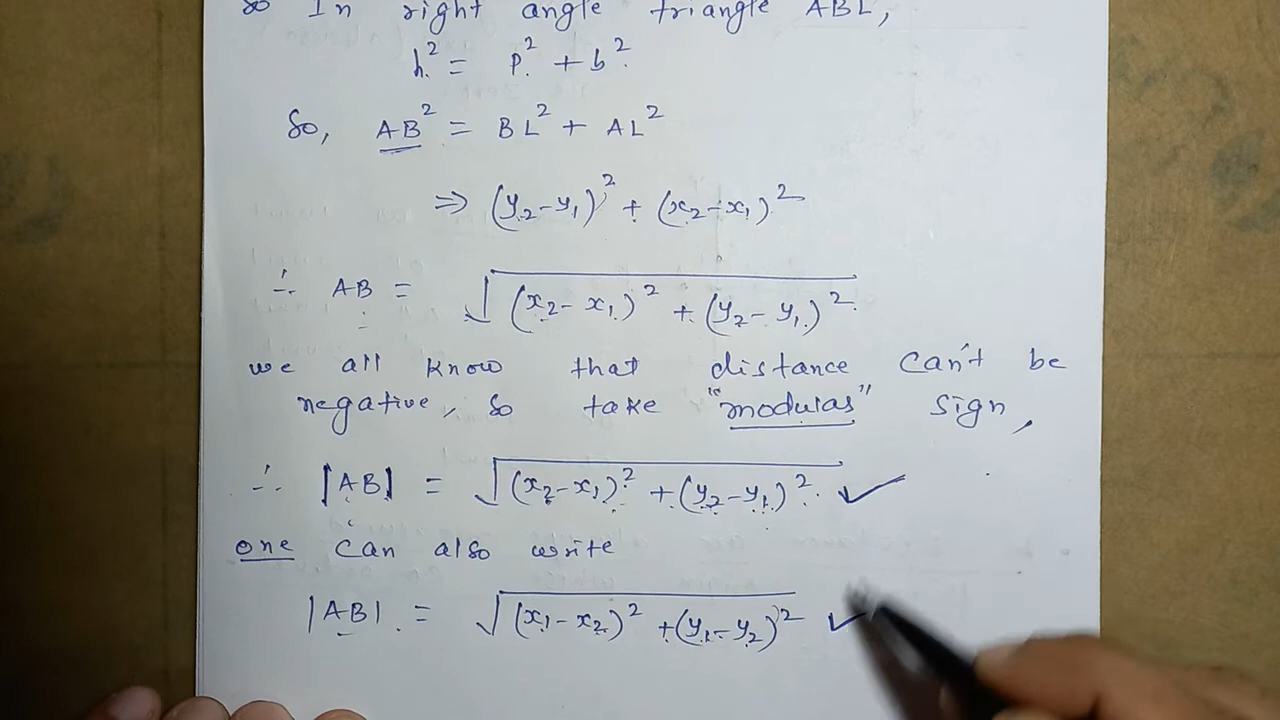 So In right angle triangle ABL,
h² = p² + b²
So, AB² = BL² + AL²
⇒ (y₂-y₁)² + (x₂-x₁)²
∴ AB = √(x₂-x₁)² + (y₂-y₁)²
we all know that distance can't be
negative, so take "modulas" sign,
∴ |AB| = √(x₂-x₁)² + (y₂-y₁)² ✓
one can also write
|AB| = √(x₁-x₂)² + (y₁-y₂)² ✓